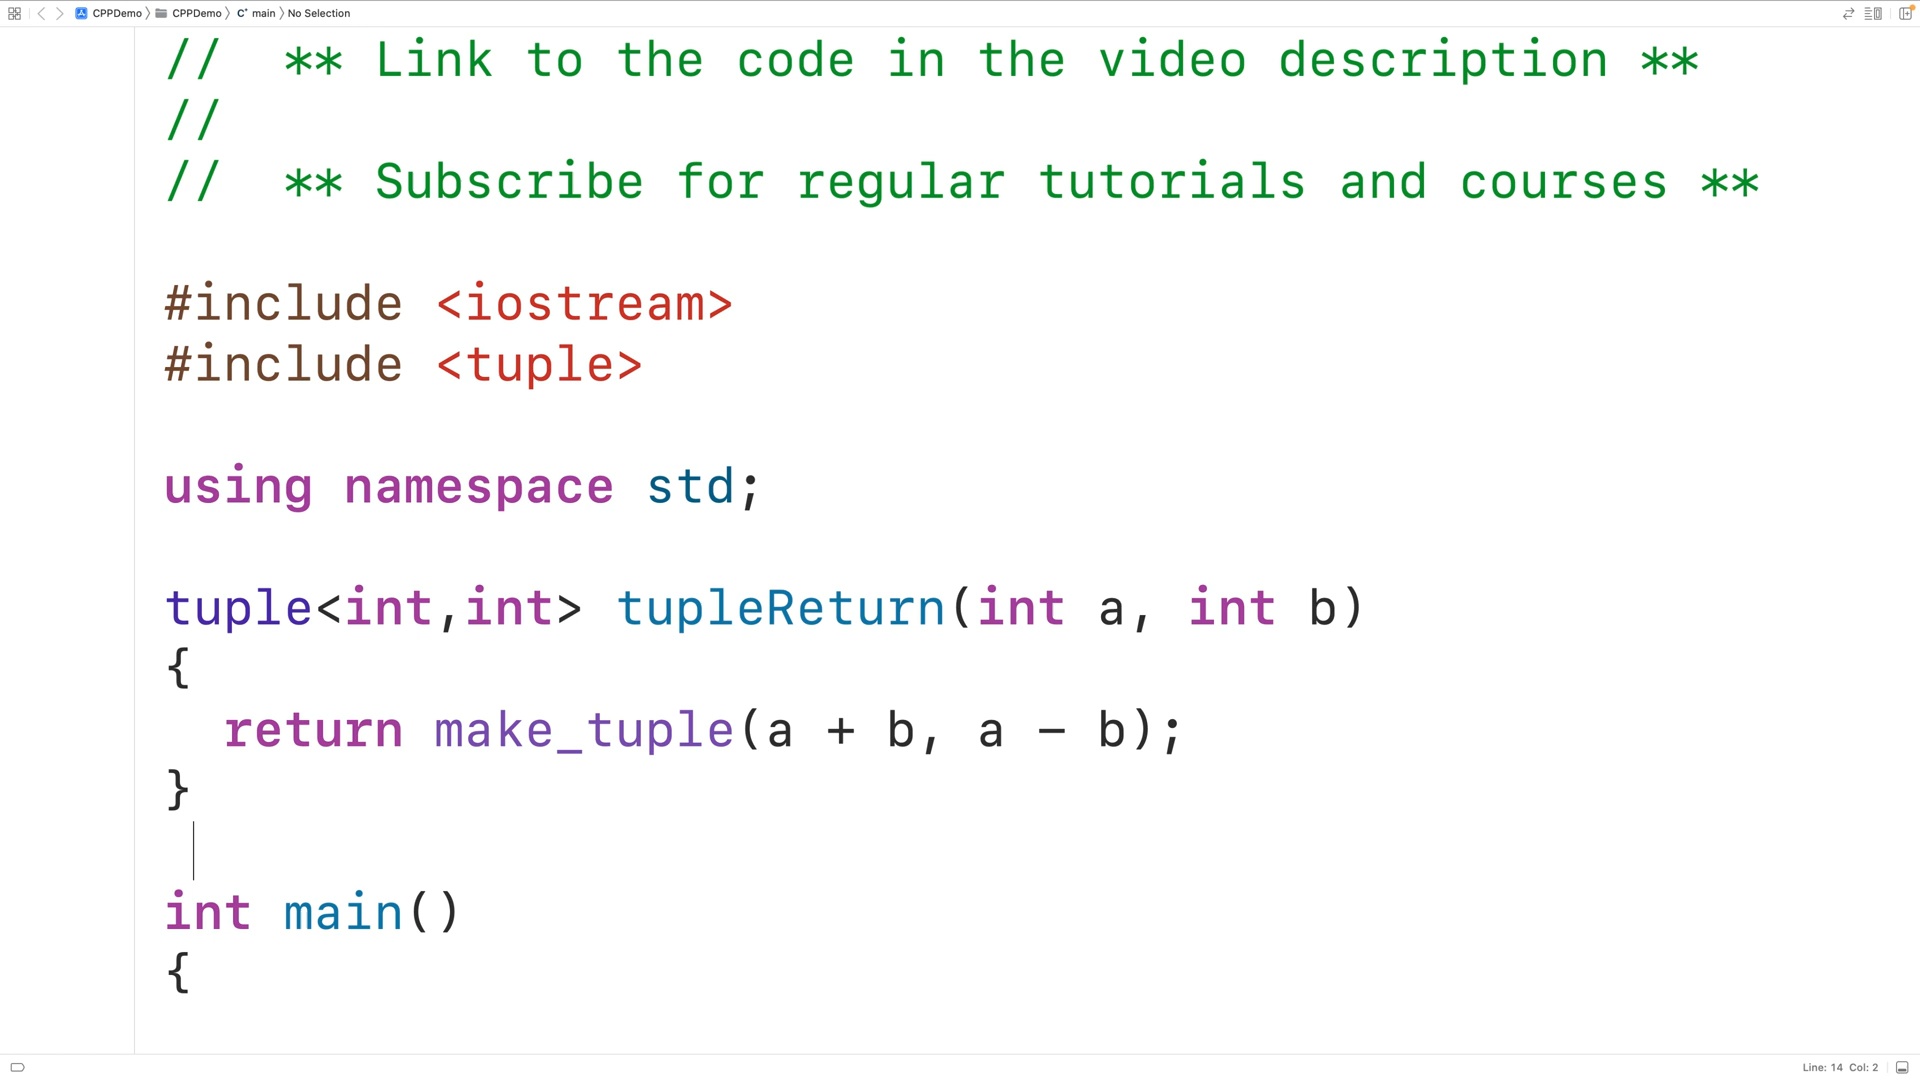 CPPDemo CPPDemo C+ main No Selection
// ** Link to the code in the video description **
//
// ** Subscribe for regular tutorials and courses **
#include <iostream>
#include <tuple>
using namespace std;
tuple<int,int> tupleReturn(int a, int b)
{
return make_tuple(a + b, a - b);
}
int main()
{
Line: 14 Col: 2